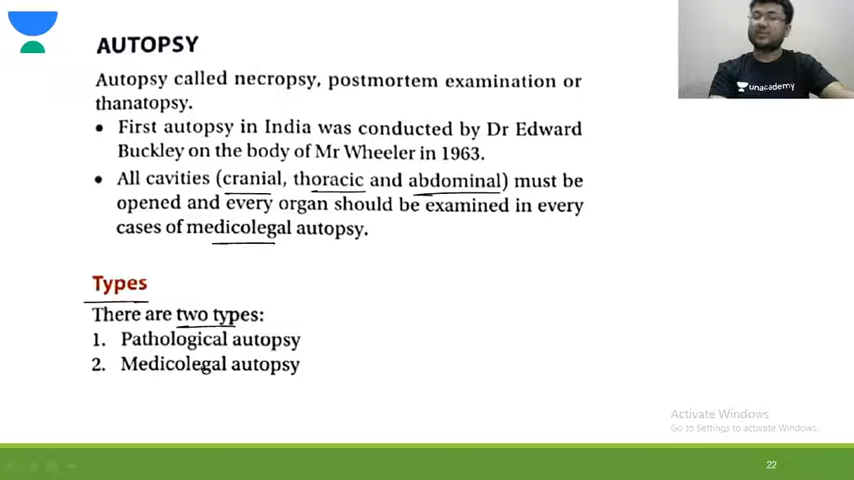 AUTOPSY
unacademy
Autopsy called necropsy, postmortem examination or
thanatopsy.
• First autopsy in India was conducted by Dr Edward
Buckley on the body of Mr Wheeler in 1963.
• All cavities (cranial, thoracic and abdominal) must be
opened and every organ should be examined in every
cases of medicolegal autopsy.
Types
There are two types:
1. Pathological autopsy
2. Medicolegal autopsy
Activate Windows
Go to Settings to activate Windows.
22